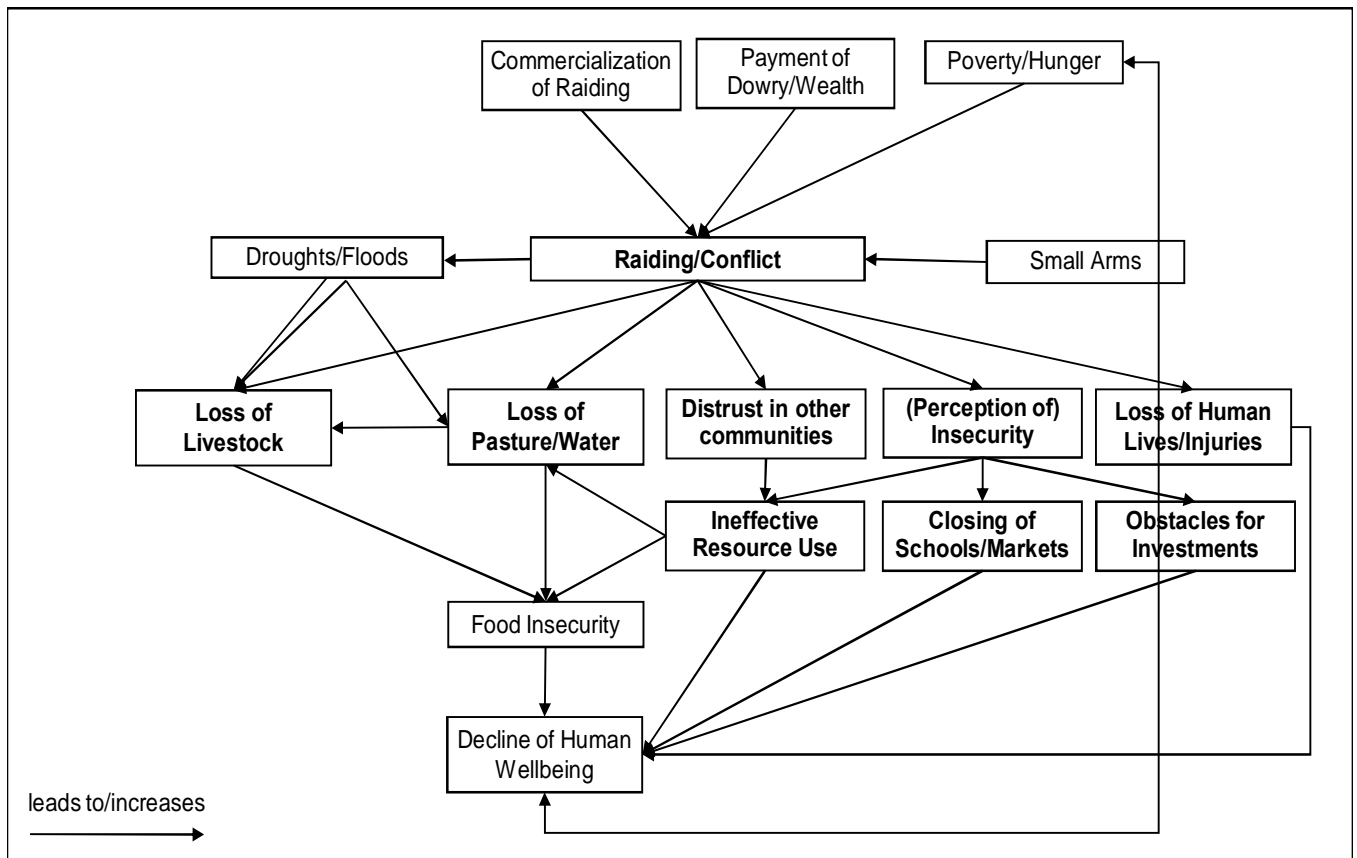 Commercialization
of Raiding
Payment of
Dowry/Wealth
Poverty/Hunger
Droughts/Floods
Raiding/Conflict
Small Arms
Loss of
Livestock
Loss of
Pasture/Water
Distrust in other
communities
(Perception of)
Insecurity
Loss of Human
Lives/Injuries
Ineffective
Resource Use
Closing of
Schools/Markets
Obstacles for
Investments
Food Insecurity
Decline of Human
Wellbeing
leads to/increases